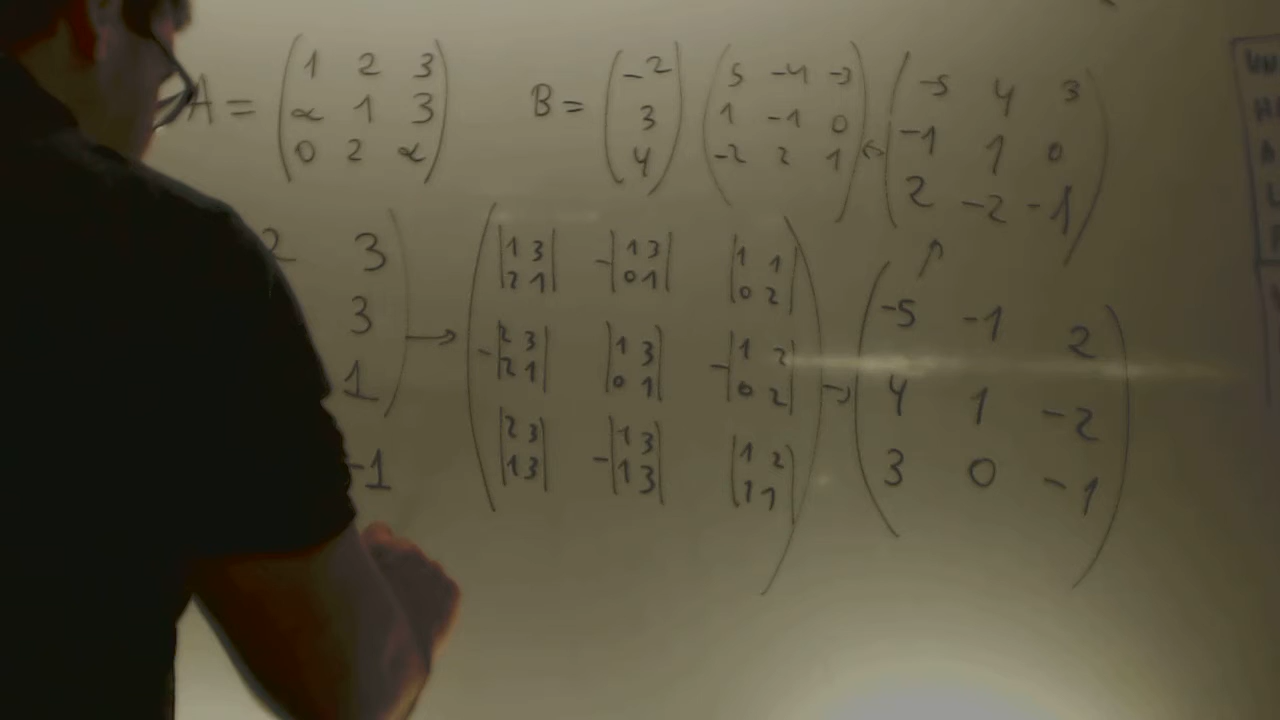 A = ( 1 2 3 ) B = ( -2 ) ( 5 -4 -3 ) ( -5 4 3 )
( α 1 3 ) ( 3 ) ( 1 -1 0 ) ( -1 1 0 )
( 0 2 α ) ( 4 ) ( -2 2 1 ) ← ( 2 -2 -1 )
2 3 |1 3| -|1 3| |1 1| ↗
|2 1| |0 1| |0 2| -5 -1 2
3 → -|2 3| |1 3| -|1 2| →
|2 1| |0 1| |0 2| 4 1 -2
1 |2 3| -|1 3| |1 2|
|1 3| |1 3| |1 1| 3 0 -1
-1